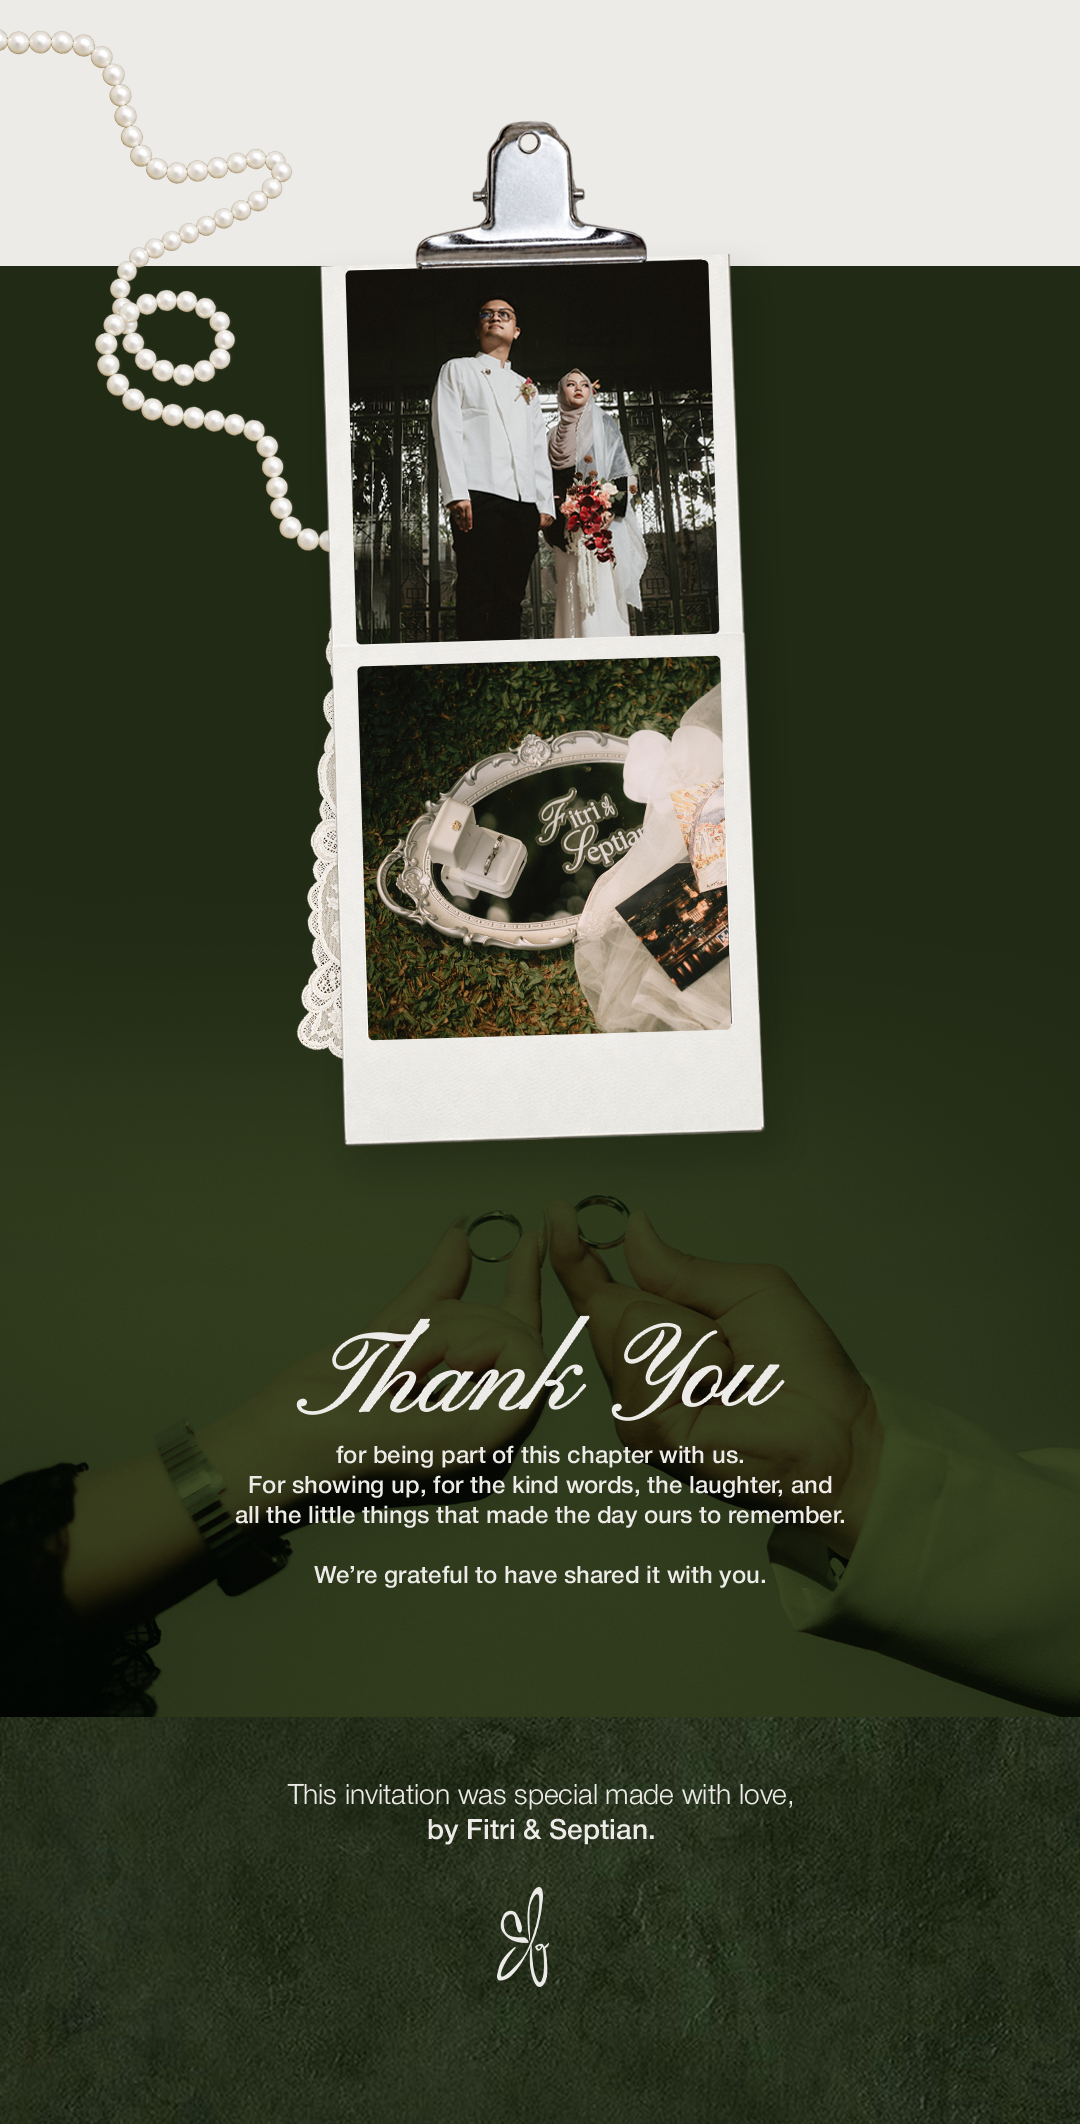 Fitri &
Septian
Thank You
for being part of this chapter with us.
For showing up, for the kind words, the laughter, and
all the little things that made the day ours to remember.
We’re grateful to have shared it with you.
This invitation was special made with love,
by Fitri & Septian.